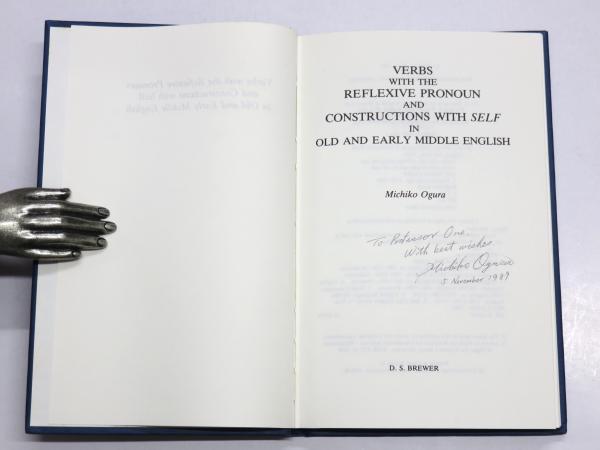 VERBS
WITH THE
REFLEXIVE PRONOUN
AND
CONSTRUCTIONS WITH SELF
IN
OLD AND EARLY MIDDLE ENGLISH
Michiko Ogura
To Professor Ono.
With best wishes.
Michiko Ogura
5 November 1989
D. S. BREWER